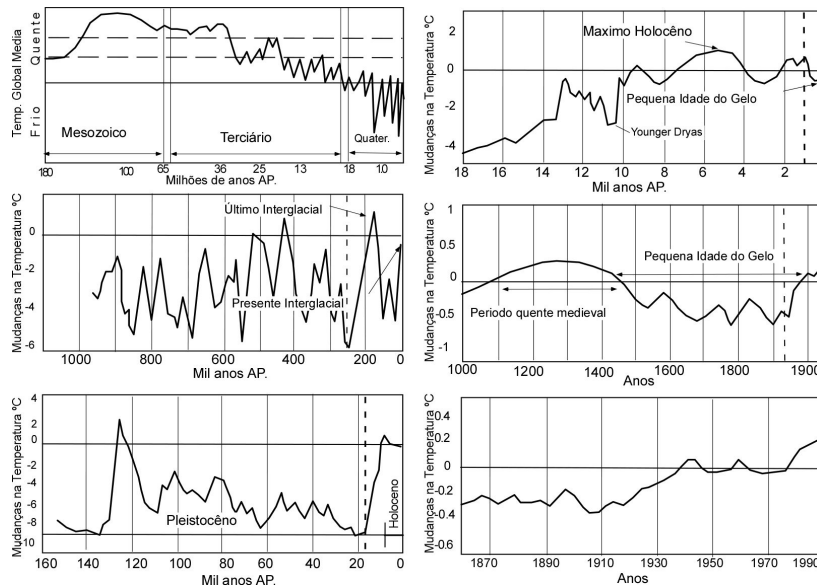 Temp. Global Media
Frio Quente
Mesozoico
Terciário
Quater.
180 100 65 36 25 13 18 10
Milhões de anos AP.
Mudanças na Temperatura ºC
2
0
-2
-4
Maximo Holocêno
Pequena Idade do Gelo
Younger Dryas
18 16 14 12 10 8 6 4 2
Mil anos AP.
Mudanças na Temperatura ºC
0
-2
-4
-6
Último Interglacial
Presente Interglacial
1000 800 600 400 200 0
Mil anos AP.
Mudanças na Temperatura ºC
1
0.5
0
-0.5
-1
Pequena Idade do Gelo
Periodo quente medieval
1000 1200 1400 1600 1800 1900
Anos
Mudanças na Temperatura ºC
4
2
0
-2
-4
-6
-8
-10
Pleistocêno
Holoceno
160 140 120 100 80 60 40 20 0
Mil anos AP.
Mudanças na Temperatura ºC
0.4
0.2
0
-0.2
-0.4
-0.6
1870 1890 1910 1930 1950 1970 1990
Anos